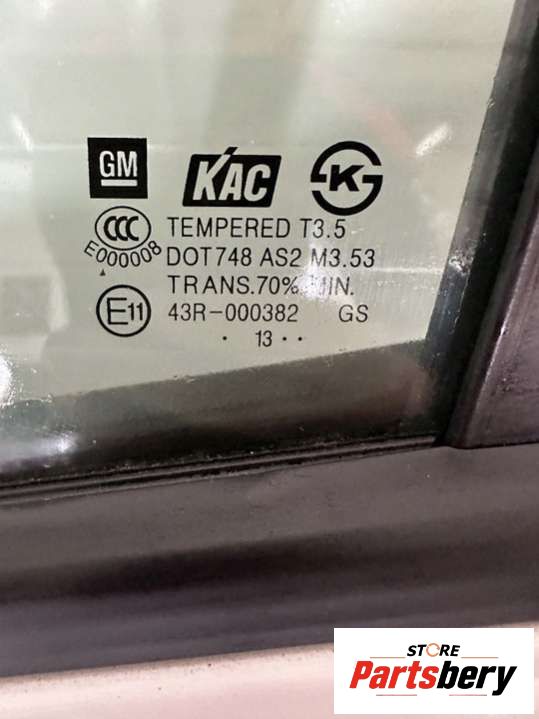 GM
KAC
KS
CCC
E000008
TEMPERED T3.5
DOT748 AS2 M3.53
TRANS.70% MIN.
E11
43R-000382 GS
· 13 · ·
STORE
Partsbery